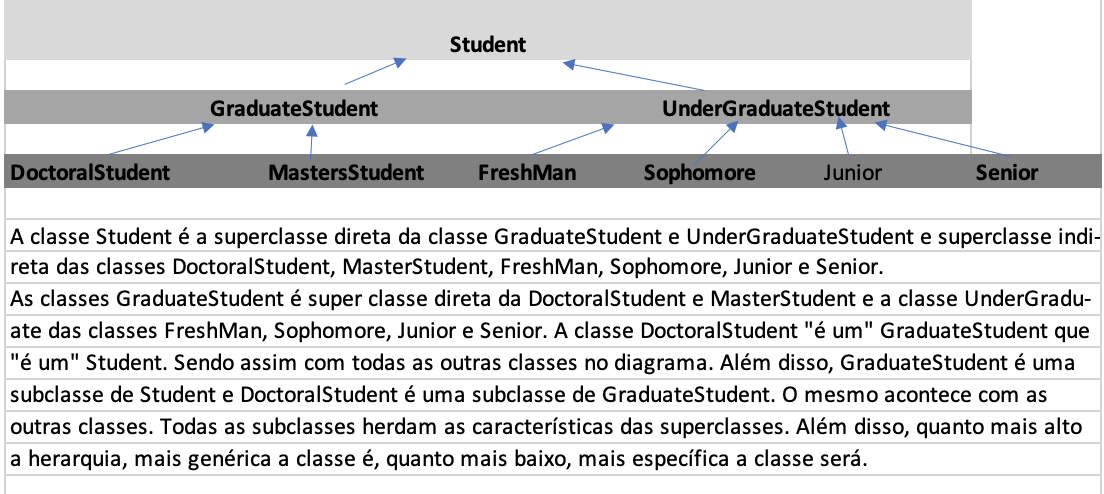 Student
GraduateStudent UnderGraduateStudent
DoctoralStudent MastersStudent FreshMan Sophomore Junior Senior
A classe Student é a superclasse direta da classe GraduateStudent e UnderGraduateStudent e superclasse indi-
reta das classes DoctoralStudent, MasterStudent, FreshMan, Sophomore, Junior e Senior.
As classes GraduateStudent é super classe direta da DoctoralStudent e MasterStudent e a classe UnderGradu-
ate das classes FreshMan, Sophomore, Junior e Senior. A classe DoctoralStudent "é um" GraduateStudent que
"é um" Student. Sendo assim com todas as outras classes no diagrama. Além disso, GraduateStudent é uma
subclasse de Student e DoctoralStudent é uma subclasse de GraduateStudent. O mesmo acontece com as
outras classes. Todas as subclasses herdam as características das superclasses. Além disso, quanto mais alto
a herarquia, mais genérica a classe é, quanto mais baixo, mais específica a classe será.